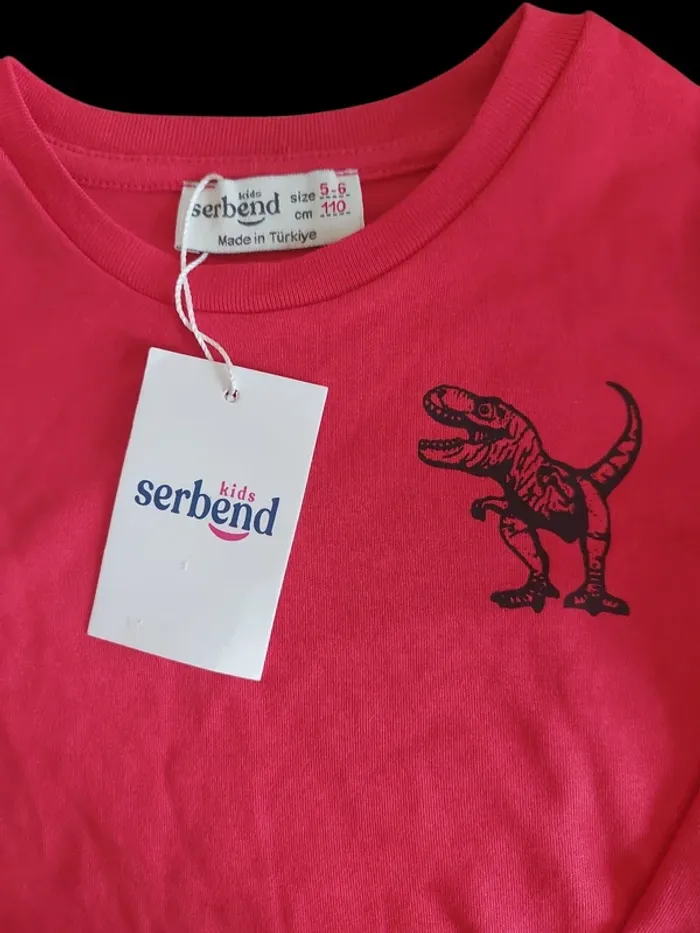 kids
serbend
size 5-6
cm 110
Made in Türkiye
kids
serbend